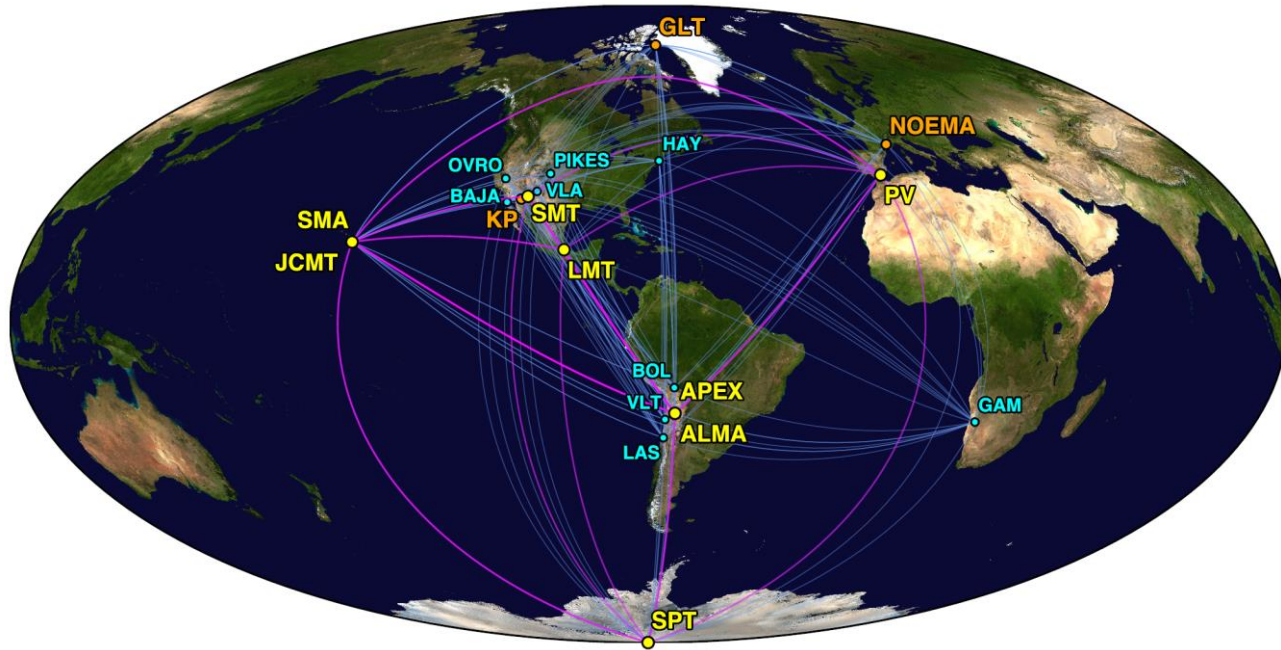 GLT
NOEMA
HAY
OVRO
PIKES
PV
BAJA
VLA
KP
SMT
SMA
JCMT
LMT
BOL
APEX
VLT
GAM
ALMA
LAS
SPT